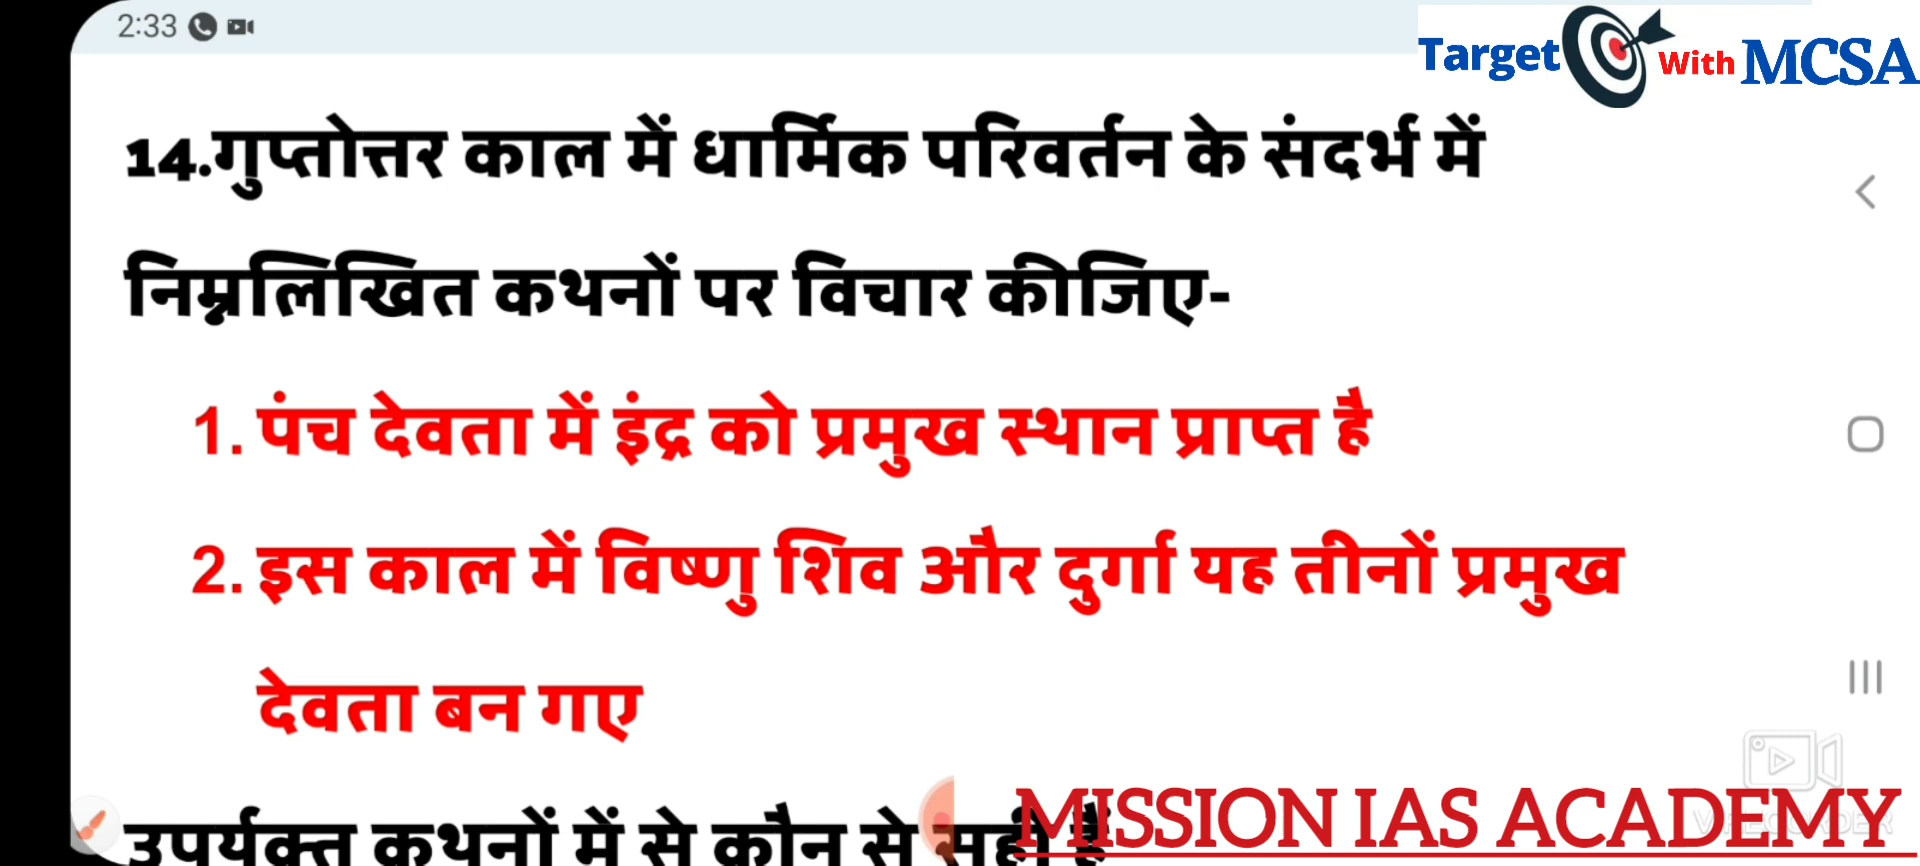 2:33
Target With MCSA
14.गुप्तोत्तर काल में धार्मिक परिवर्तन के संदर्भ में
निम्नलिखित कथनों पर विचार कीजिए-
1. पंच देवता में इंद्र को प्रमुख स्थान प्राप्त है
2. इस काल में विष्णु शिव और दुर्गा यह तीनों प्रमुख
देवता बन गए
उपर्युक्त कथनों में से कौन से सही है
MISSION IAS ACADEMY